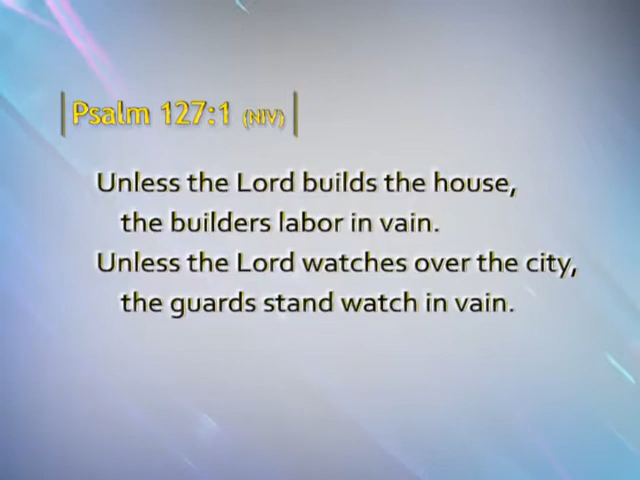 Psalm 127:1 (NIV)
Unless the Lord builds the house,
the builders labor in vain.
Unless the Lord watches over the city,
the guards stand watch in vain.